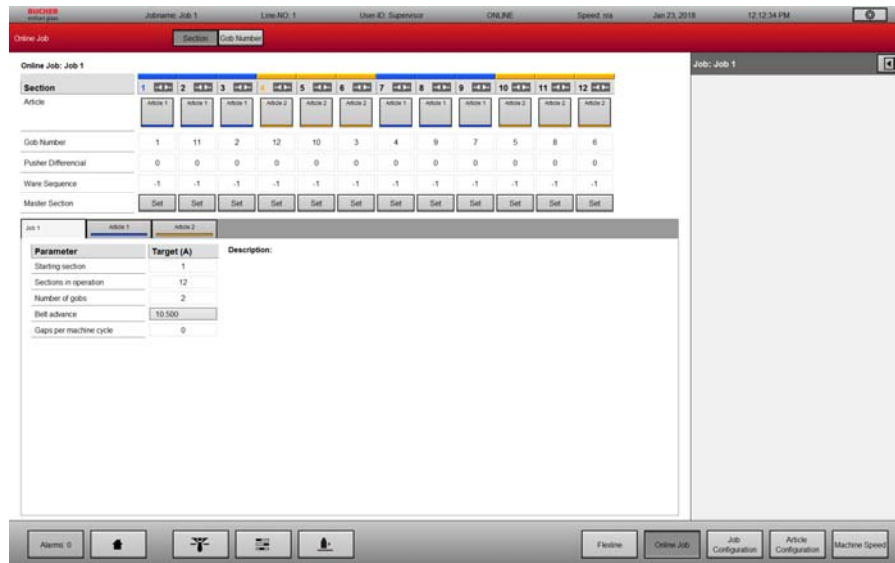 BUCHER
emhart glass
Jobname: Job 1 Line-NO.: 1 User-ID: Supervisor ONLINE Speed: n/a Jan 23, 2018 12:12:34 PM
Online Job Section Gob Number
Online Job: Job 1 Job: Job 1
Section 1 2 3 4 5 6 7 8 9 10 11 12
Article Article 1 Article 1 Article 1 Article 2 Article 2 Article 2 Article 1 Article 1 Article 1 Article 2 Article 2 Article 2
Gob Number 1 11 2 12 10 3 4 9 7 5 8 6
Pusher Differencial 0 0 0 0 0 0 0 0 0 0 0 0
Ware Sequence -1 -1 -1 -1 -1 -1 -1 -1 -1 -1 -1 -1
Master Section Set Set Set Set Set Set Set Set Set Set Set Set
Job 1 Article 1 Article 2
Parameter Target (A) Description:
Starting section 1
Sections in operation 12
Number of gobs 2
Belt advance 10.500
Gaps per machine cycle 0
Alarms: 0 Flexline Online Job Job Configuration Article Configuration Machine Speed